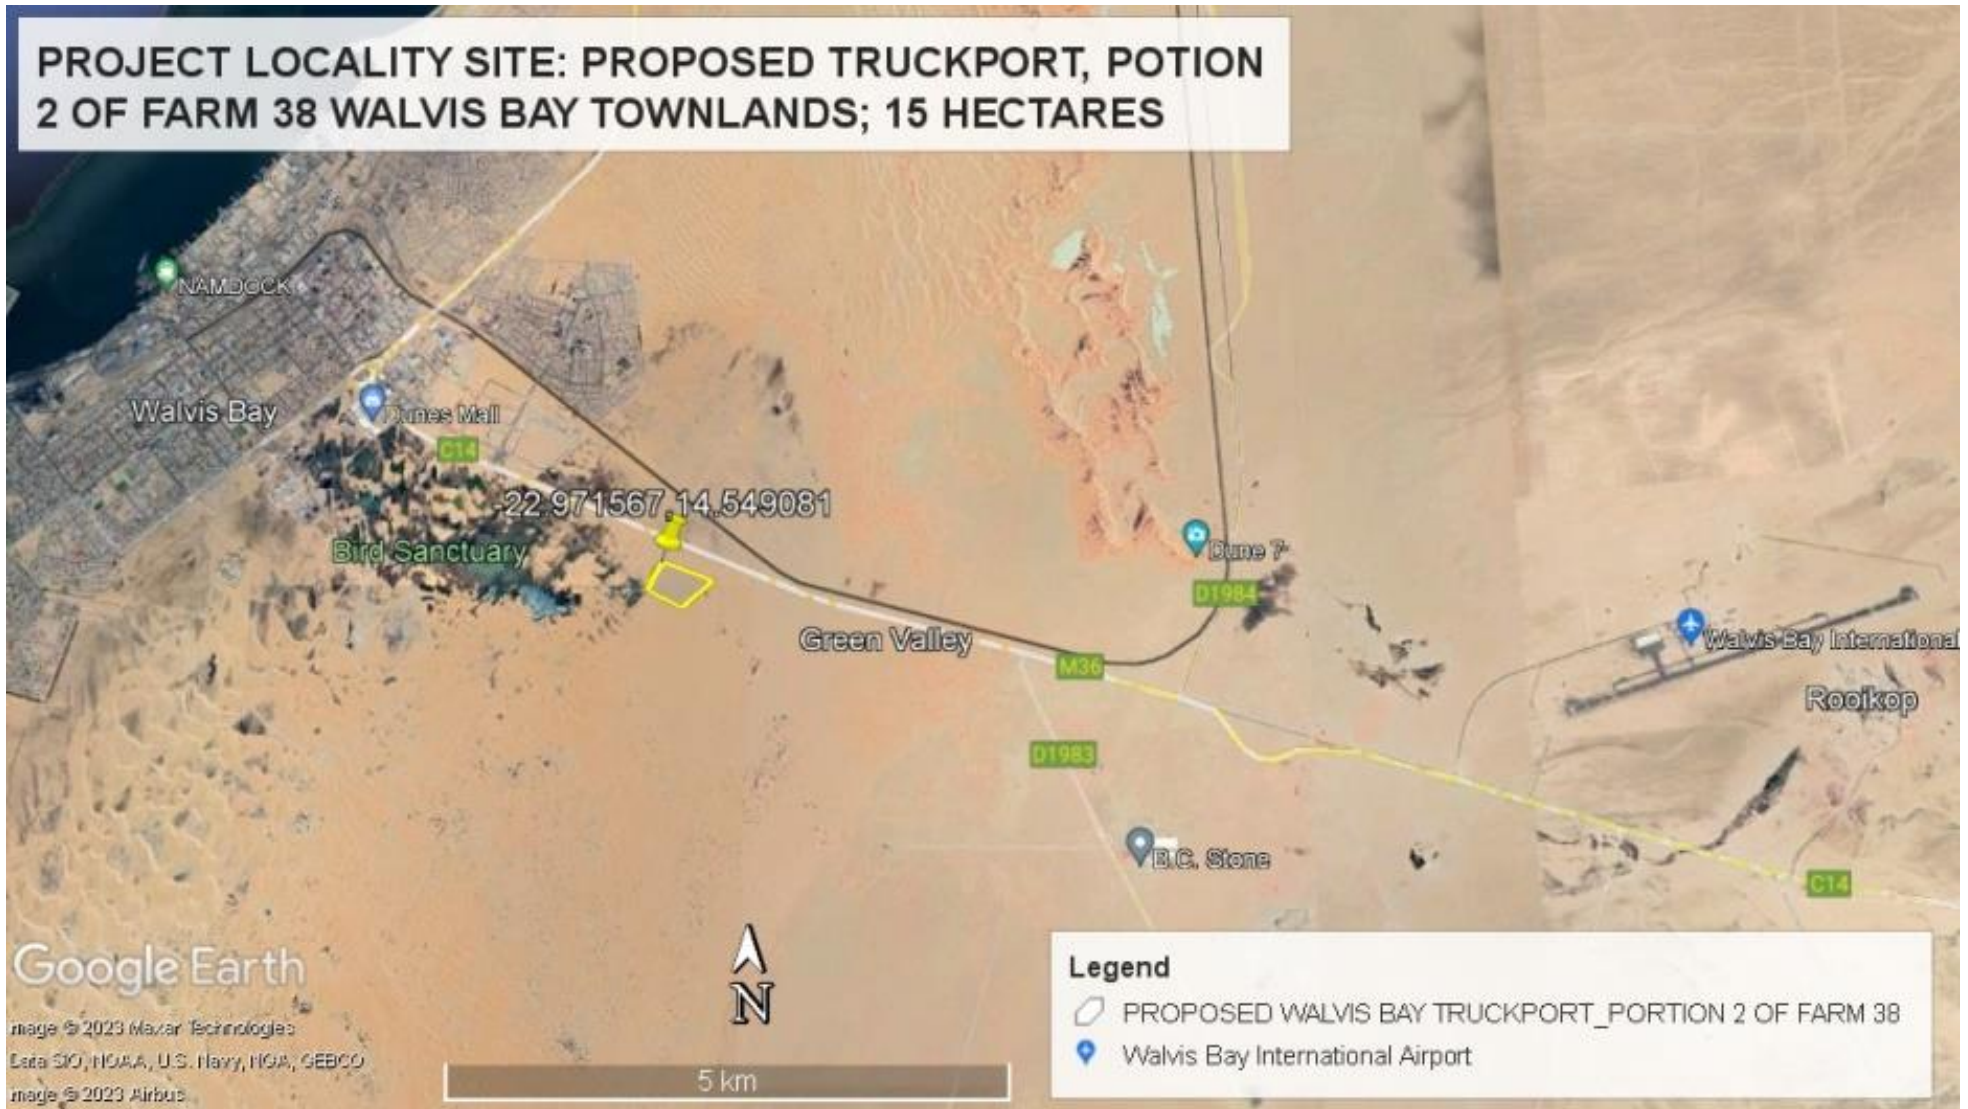 PROJECT LOCALITY SITE: PROPOSED TRUCKPORT, POTION
2 OF FARM 38 WALVIS BAY TOWNLANDS; 15 HECTARES
NAMDOCK
Walvis Bay
Dunes Mall
C14
-22.971567,14.549081
Bird Sanctuary
Dune 7
D1984
Green Valley
M36
Walvis Bay International
Rooikop
D1983
B.C. Stone
C14
Google Earth
Image © 2023 Maxar Technologies
Data SIO, NOAA, U.S. Navy, NGA, GEBCO
Image © 2023 Airbus
N
5 km
Legend
PROPOSED WALVIS BAY TRUCKPORT_PORTION 2 OF FARM 38
Walvis Bay International Airport